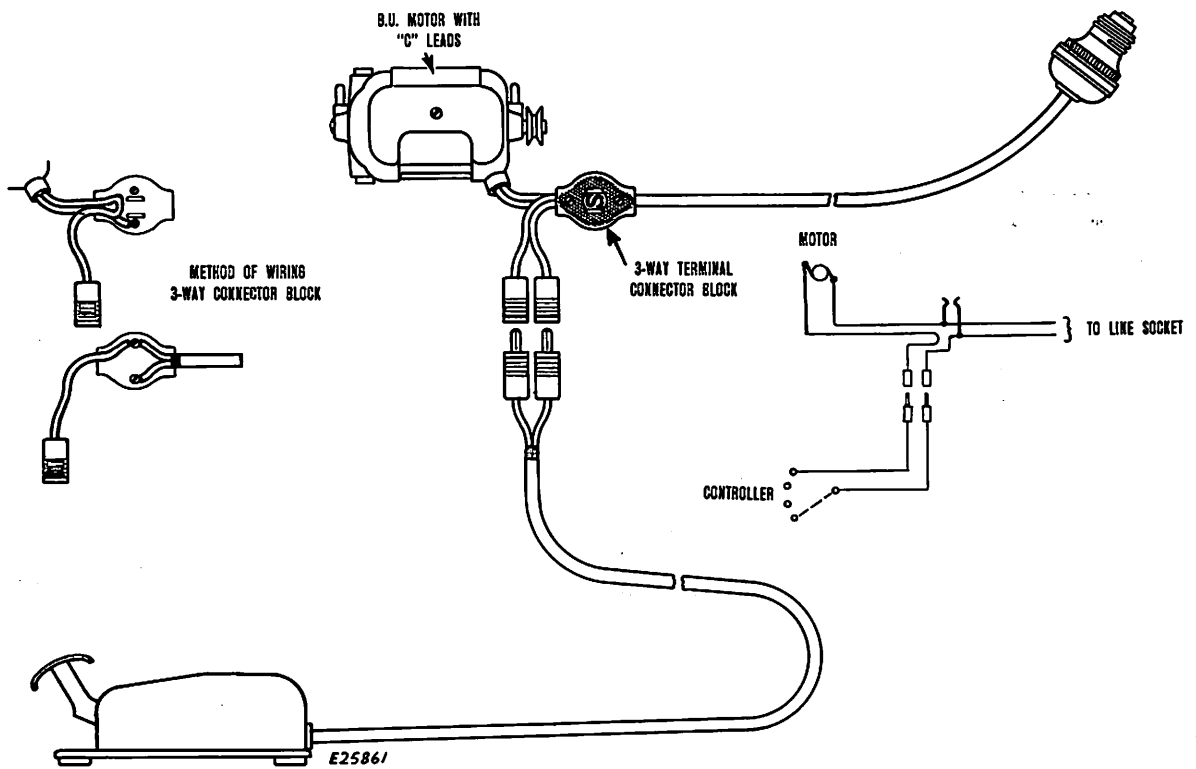 B.U. MOTOR WITH
"C" LEADS
METHOD OF WIRING
3-WAY CONNECTOR BLOCK
3-WAY TERMINAL
CONNECTOR BLOCK
S
MOTOR
TO LINE SOCKET
CONTROLLER
E25861